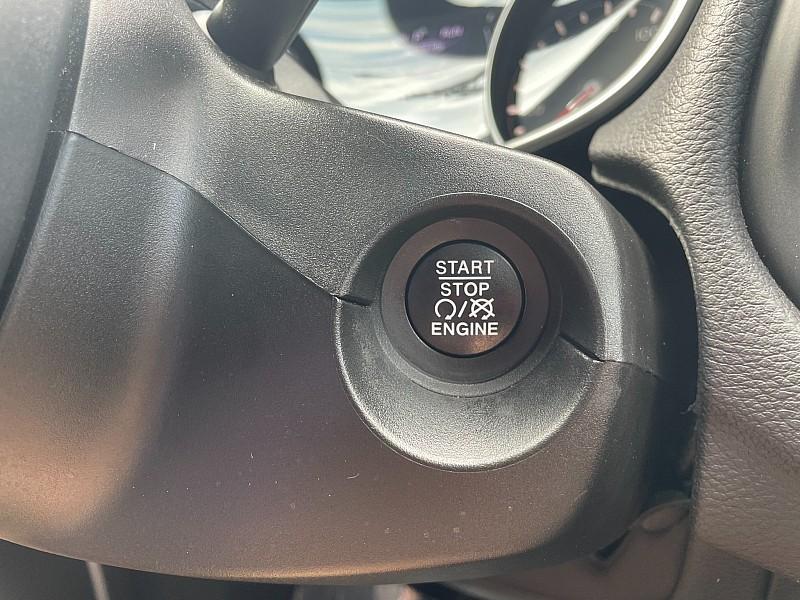 START
STOP
/
ENGINE